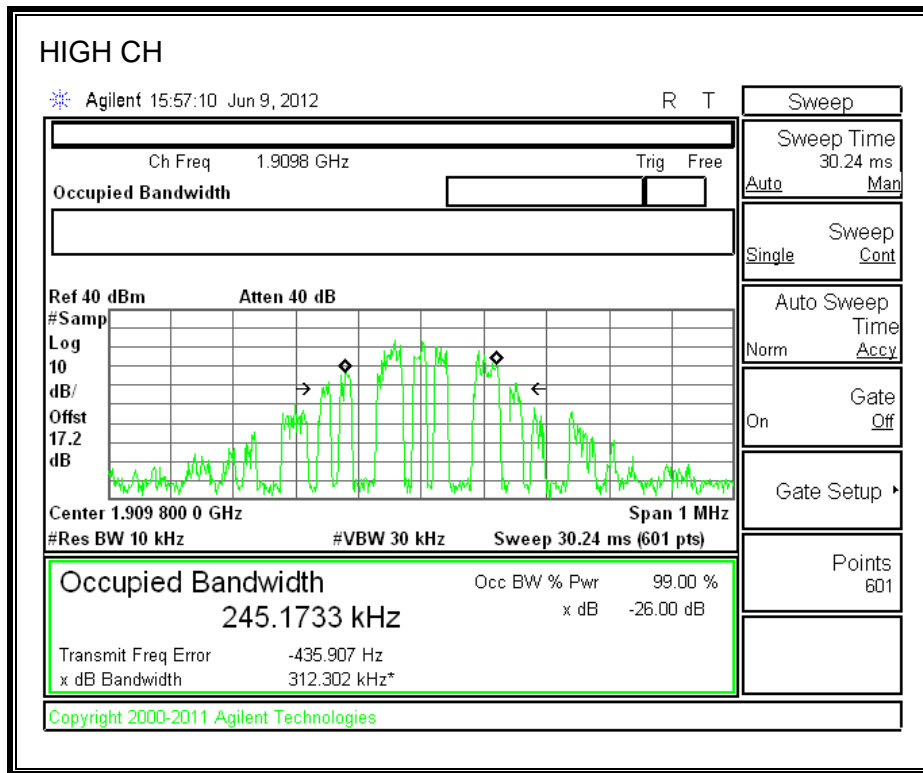 HIGH CH
Agilent 15:57:10 Jun 9, 2012 R T
Ch Freq 1.9098 GHz Trig Free
Occupied Bandwidth
Ref 40 dBm Atten 40 dB
#Samp
Log
10
dB/
Offst
17.2
dB
Center 1.909 800 0 GHz Span 1 MHz
#Res BW 10 kHz #VBW 30 kHz Sweep 30.24 ms (601 pts)
Occupied Bandwidth Occ BW % Pwr 99.00 %
245.1733 kHz x dB -26.00 dB
Transmit Freq Error -435.907 Hz
x dB Bandwidth 312.302 kHz*
Copyright 2000-2011 Agilent Technologies
Sweep
Sweep Time
30.24 ms
Auto Man
Sweep
Single Cont
Auto Sweep
Time
Norm Accy
Gate
On Off
Gate Setup
Points
601